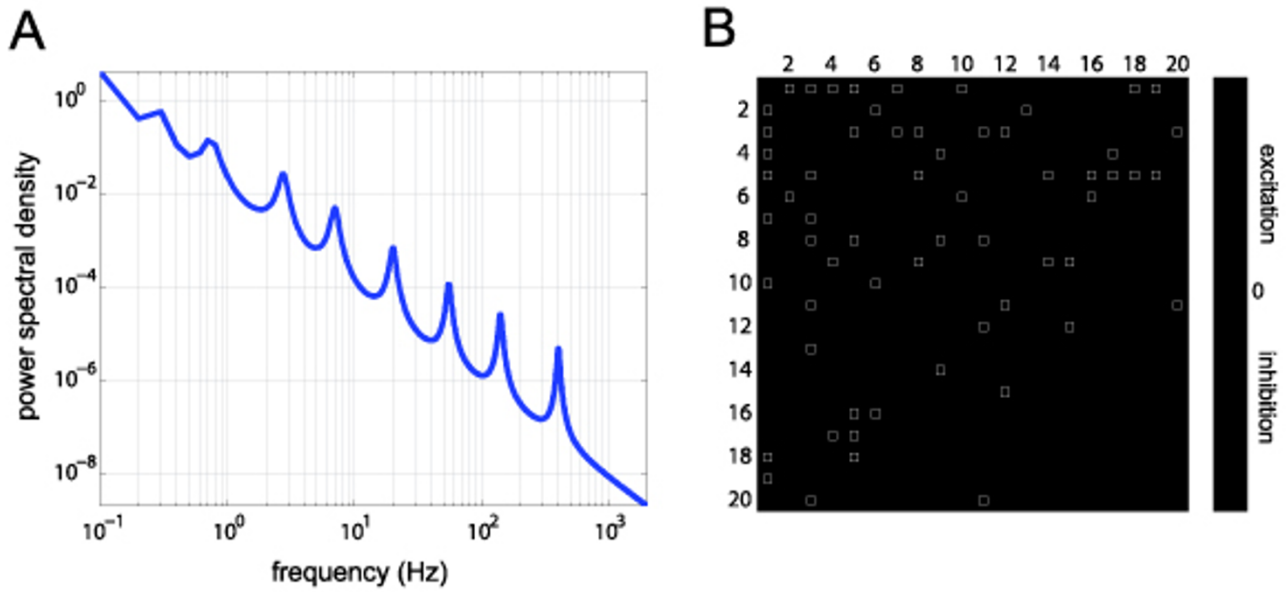 A
power spectral density
10^0
10^-2
10^-4
10^-6
10^-8
10^-1 10^0 10^1 10^2 10^3
frequency (Hz)
B
2 4 6 8 10 12 14 16 18 20
2
4
6
8
10
12
14
16
18
20
excitation
0
inhibition